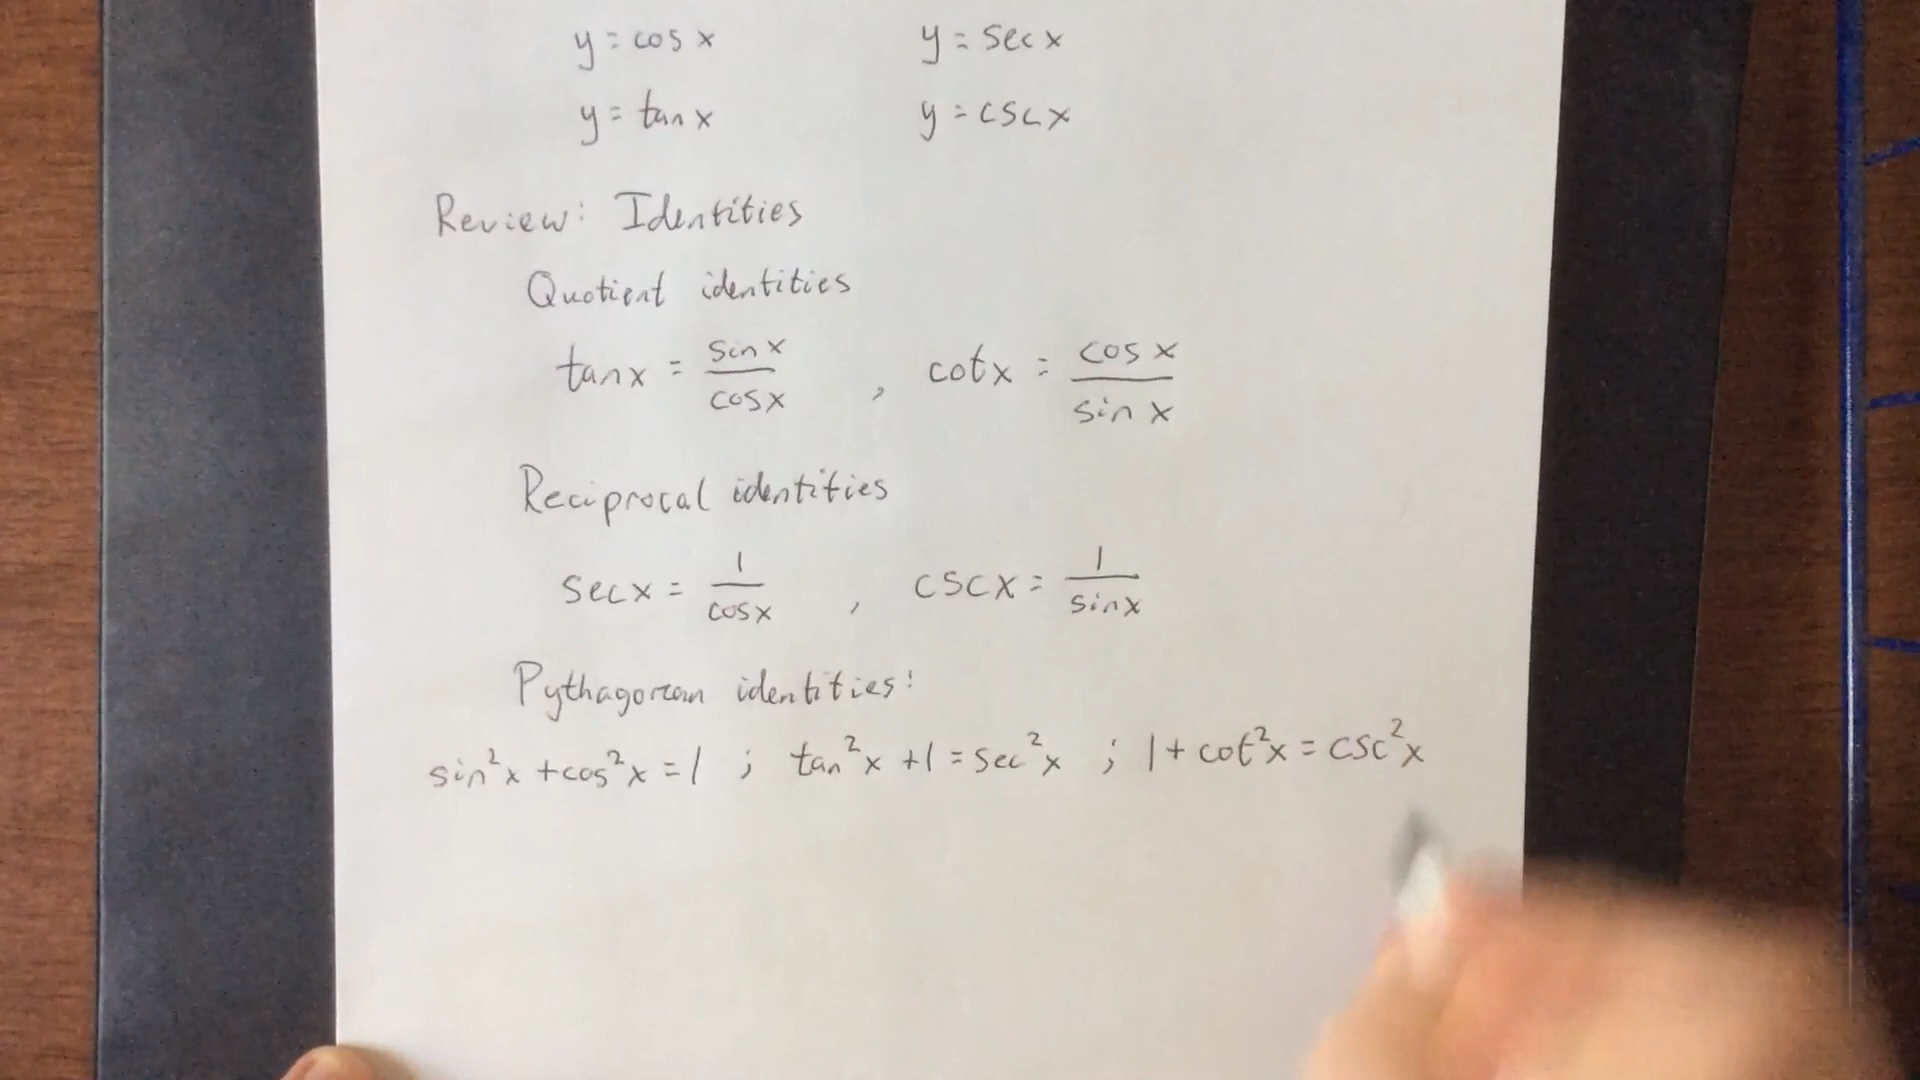 y = cos x y = sec x
y = tan x y = csc x
Review: Identities
Quotient identities
tan x = sin x / cos x , cot x = cos x / sin x
Reciprocal identities
sec x = 1 / cos x , csc x = 1 / sin x
Pythagorean identities:
sin²x + cos²x = 1 ; tan²x + 1 = sec²x ; 1 + cot²x = csc²x